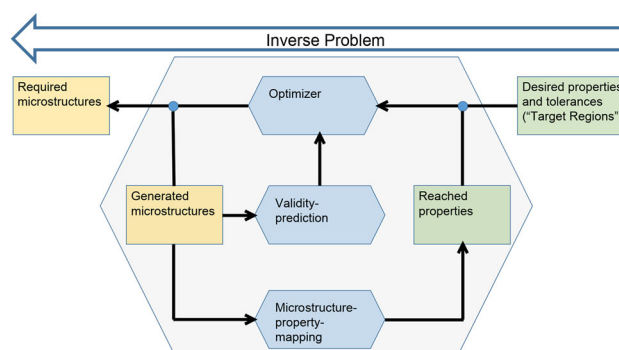 Inverse Problem
Required
microstructures
Optimizer
Desired properties
and tolerances
("Target Regions"
Generated
microstructures
Validity-
prediction
Reached
properties
Microstructure-
property-
mapping